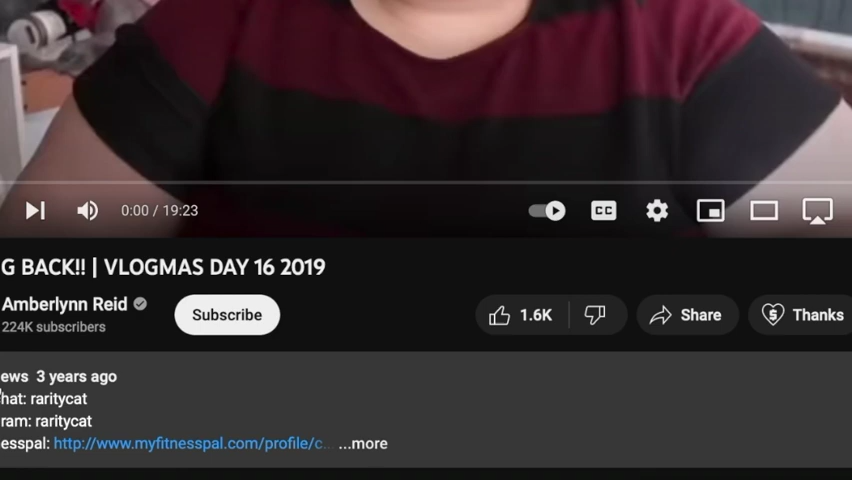 CC
0:00 / 19:23
G BACK!! | VLOGMAS DAY 16 2019
Amberlynn Reid
224K subscribers
Subscribe
1.6K
Share
Thanks
ews 3 years ago
hat: raritycat
ram: raritycat
esspal: http://www.myfitnesspal.com/profile/c... ...more